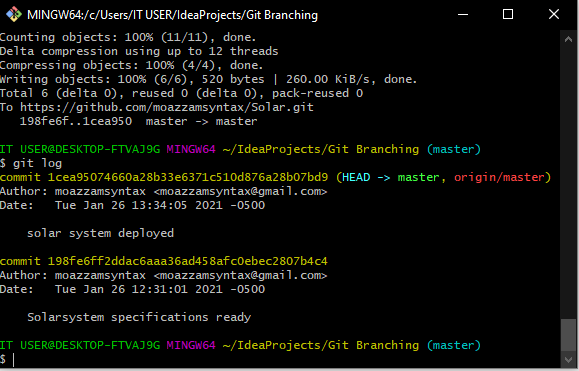 MINGW64:/c/Users/IT USER/IdeaProjects/Git Branching
Counting objects: 100% (11/11), done.
Delta compression using up to 12 threads
Compressing objects: 100% (4/4), done.
Writing objects: 100% (6/6), 520 bytes | 260.00 KiB/s, done.
Total 6 (delta 0), reused 0 (delta 0), pack-reused 0
To https://github.com/moazzamsyntax/Solar.git
   198fe6f..1cea950  master -> master

IT USER@DESKTOP-FTVAJ9G MINGW64 ~/IdeaProjects/Git Branching (master)
$ git log
commit 1cea95074660a28b33e6371c510d876a28b07bd9 (HEAD -> master, origin/master)
Author: moazzamsyntax <moazzamsyntax@gmail.com>
Date:   Tue Jan 26 13:34:05 2021 -0500

    solar system deployed

commit 198fe6ff2ddac6aaa36ad458afc0ebec2807b4c4
Author: moazzamsyntax <moazzamsyntax@gmail.com>
Date:   Tue Jan 26 12:31:01 2021 -0500

    Solarsystem specifications ready

IT USER@DESKTOP-FTVAJ9G MINGW64 ~/IdeaProjects/Git Branching (master)
$